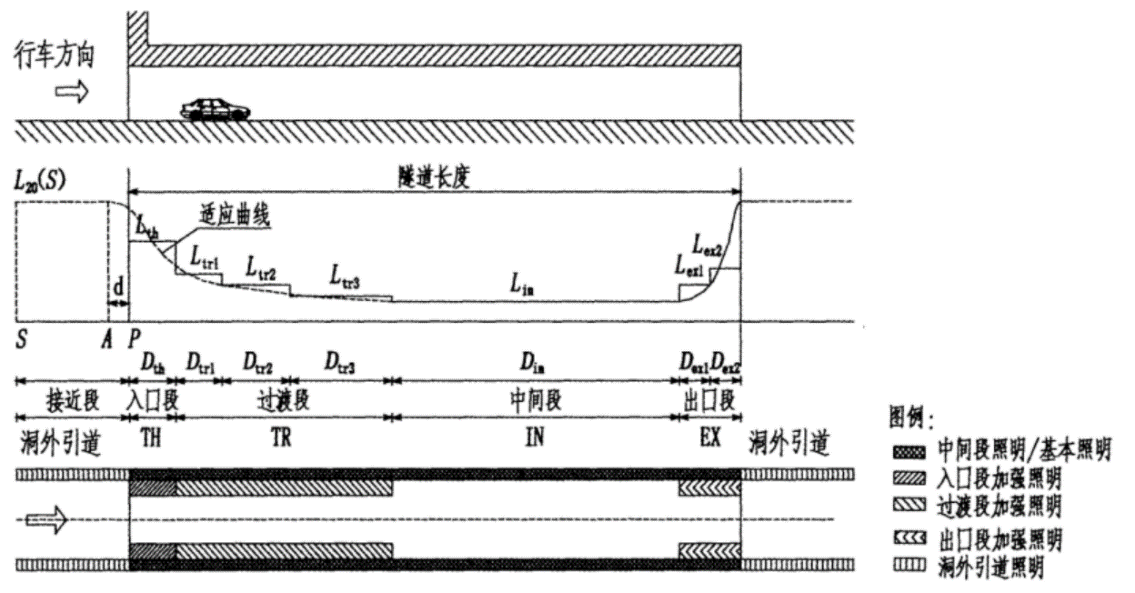 行车方向
L20(S)
隧道长度
适应曲线
Lth
Ltr1
Ltr2
Ltr3
Lin
Lex1
Lex2
d
S A P
Dth Dtr1 Dtr2 Dtr3 Din Dex1 Dex2
接近段 入口段 过渡段 中间段 出口段
洞外引道 TH TR IN EX 洞外引道
图例:
中间段照明/基本照明
入口段加强照明
过渡段加强照明
出口段加强照明
洞外引道照明